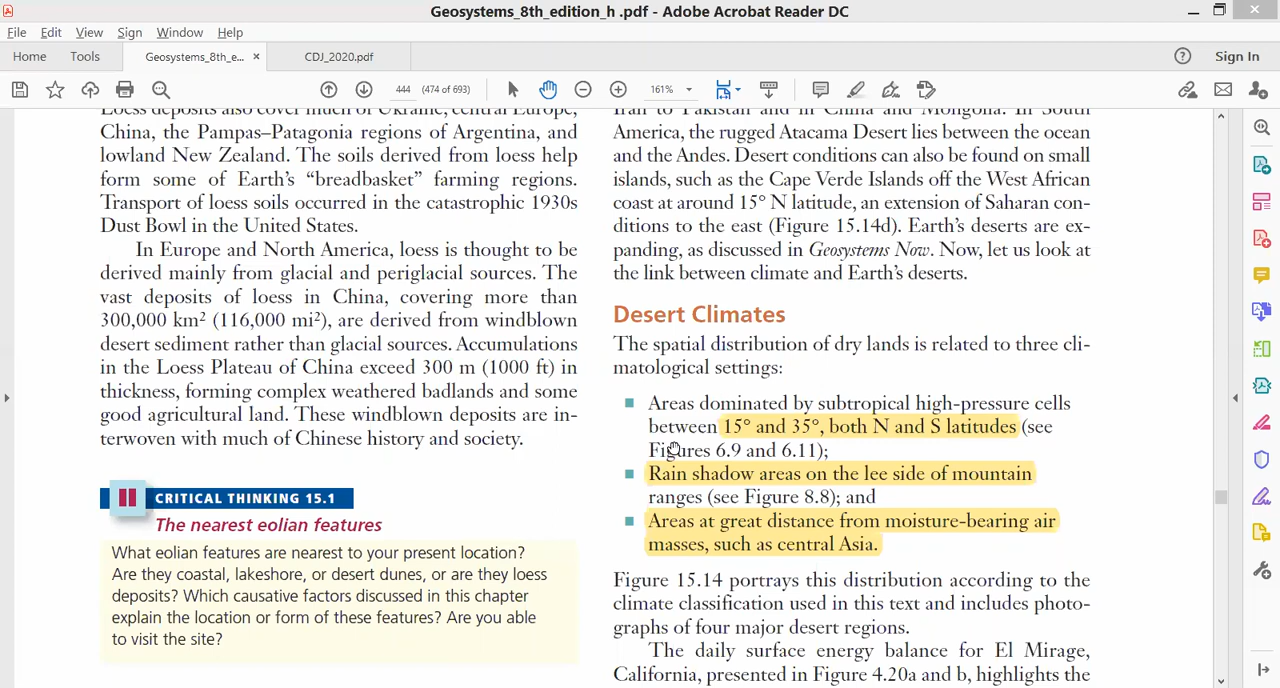 Geosystems_8th_edition_h .pdf - Adobe Acrobat Reader DC
File Edit View Sign Window Help
Home Tools Geosystems_8th_e... × CDJ_2020.pdf Sign In
444 (474 of 693) 161%
Loess deposits also cover much of Ukraine, central Europe,
China, the Pampas–Patagonia regions of Argentina, and
lowland New Zealand. The soils derived from loess help
form some of Earth's "breadbasket" farming regions.
Transport of loess soils occurred in the catastrophic 1930s
Dust Bowl in the United States.
In Europe and North America, loess is thought to be
derived mainly from glacial and periglacial sources. The
vast deposits of loess in China, covering more than
300,000 km² (116,000 mi²), are derived from windblown
desert sediment rather than glacial sources. Accumulations
in the Loess Plateau of China exceed 300 m (1000 ft) in
thickness, forming complex weathered badlands and some
good agricultural land. These windblown deposits are in-
terwoven with much of Chinese history and society.
CRITICAL THINKING 15.1
The nearest eolian features
What eolian features are nearest to your present location?
Are they coastal, lakeshore, or desert dunes, or are they loess
deposits? Which causative factors discussed in this chapter
explain the location or form of these features? Are you able
to visit the site?
Iran to Pakistan and in China and Mongolia. In South
America, the rugged Atacama Desert lies between the ocean
and the Andes. Desert conditions can also be found on small
islands, such as the Cape Verde Islands off the West African
coast at around 15° N latitude, an extension of Saharan con-
ditions to the east (Figure 15.14d). Earth's deserts are ex-
panding, as discussed in Geosystems Now. Now, let us look at
the link between climate and Earth's deserts.
Desert Climates
The spatial distribution of dry lands is related to three cli-
matological settings:
Areas dominated by subtropical high-pressure cells
between 15° and 35°, both N and S latitudes (see
Figures 6.9 and 6.11);
Rain shadow areas on the lee side of mountain
ranges (see Figure 8.8); and
Areas at great distance from moisture-bearing air
masses, such as central Asia.
Figure 15.14 portrays this distribution according to the
climate classification used in this text and includes photo-
graphs of four major desert regions.
The daily surface energy balance for El Mirage,
California, presented in Figure 4.20a and b, highlights the